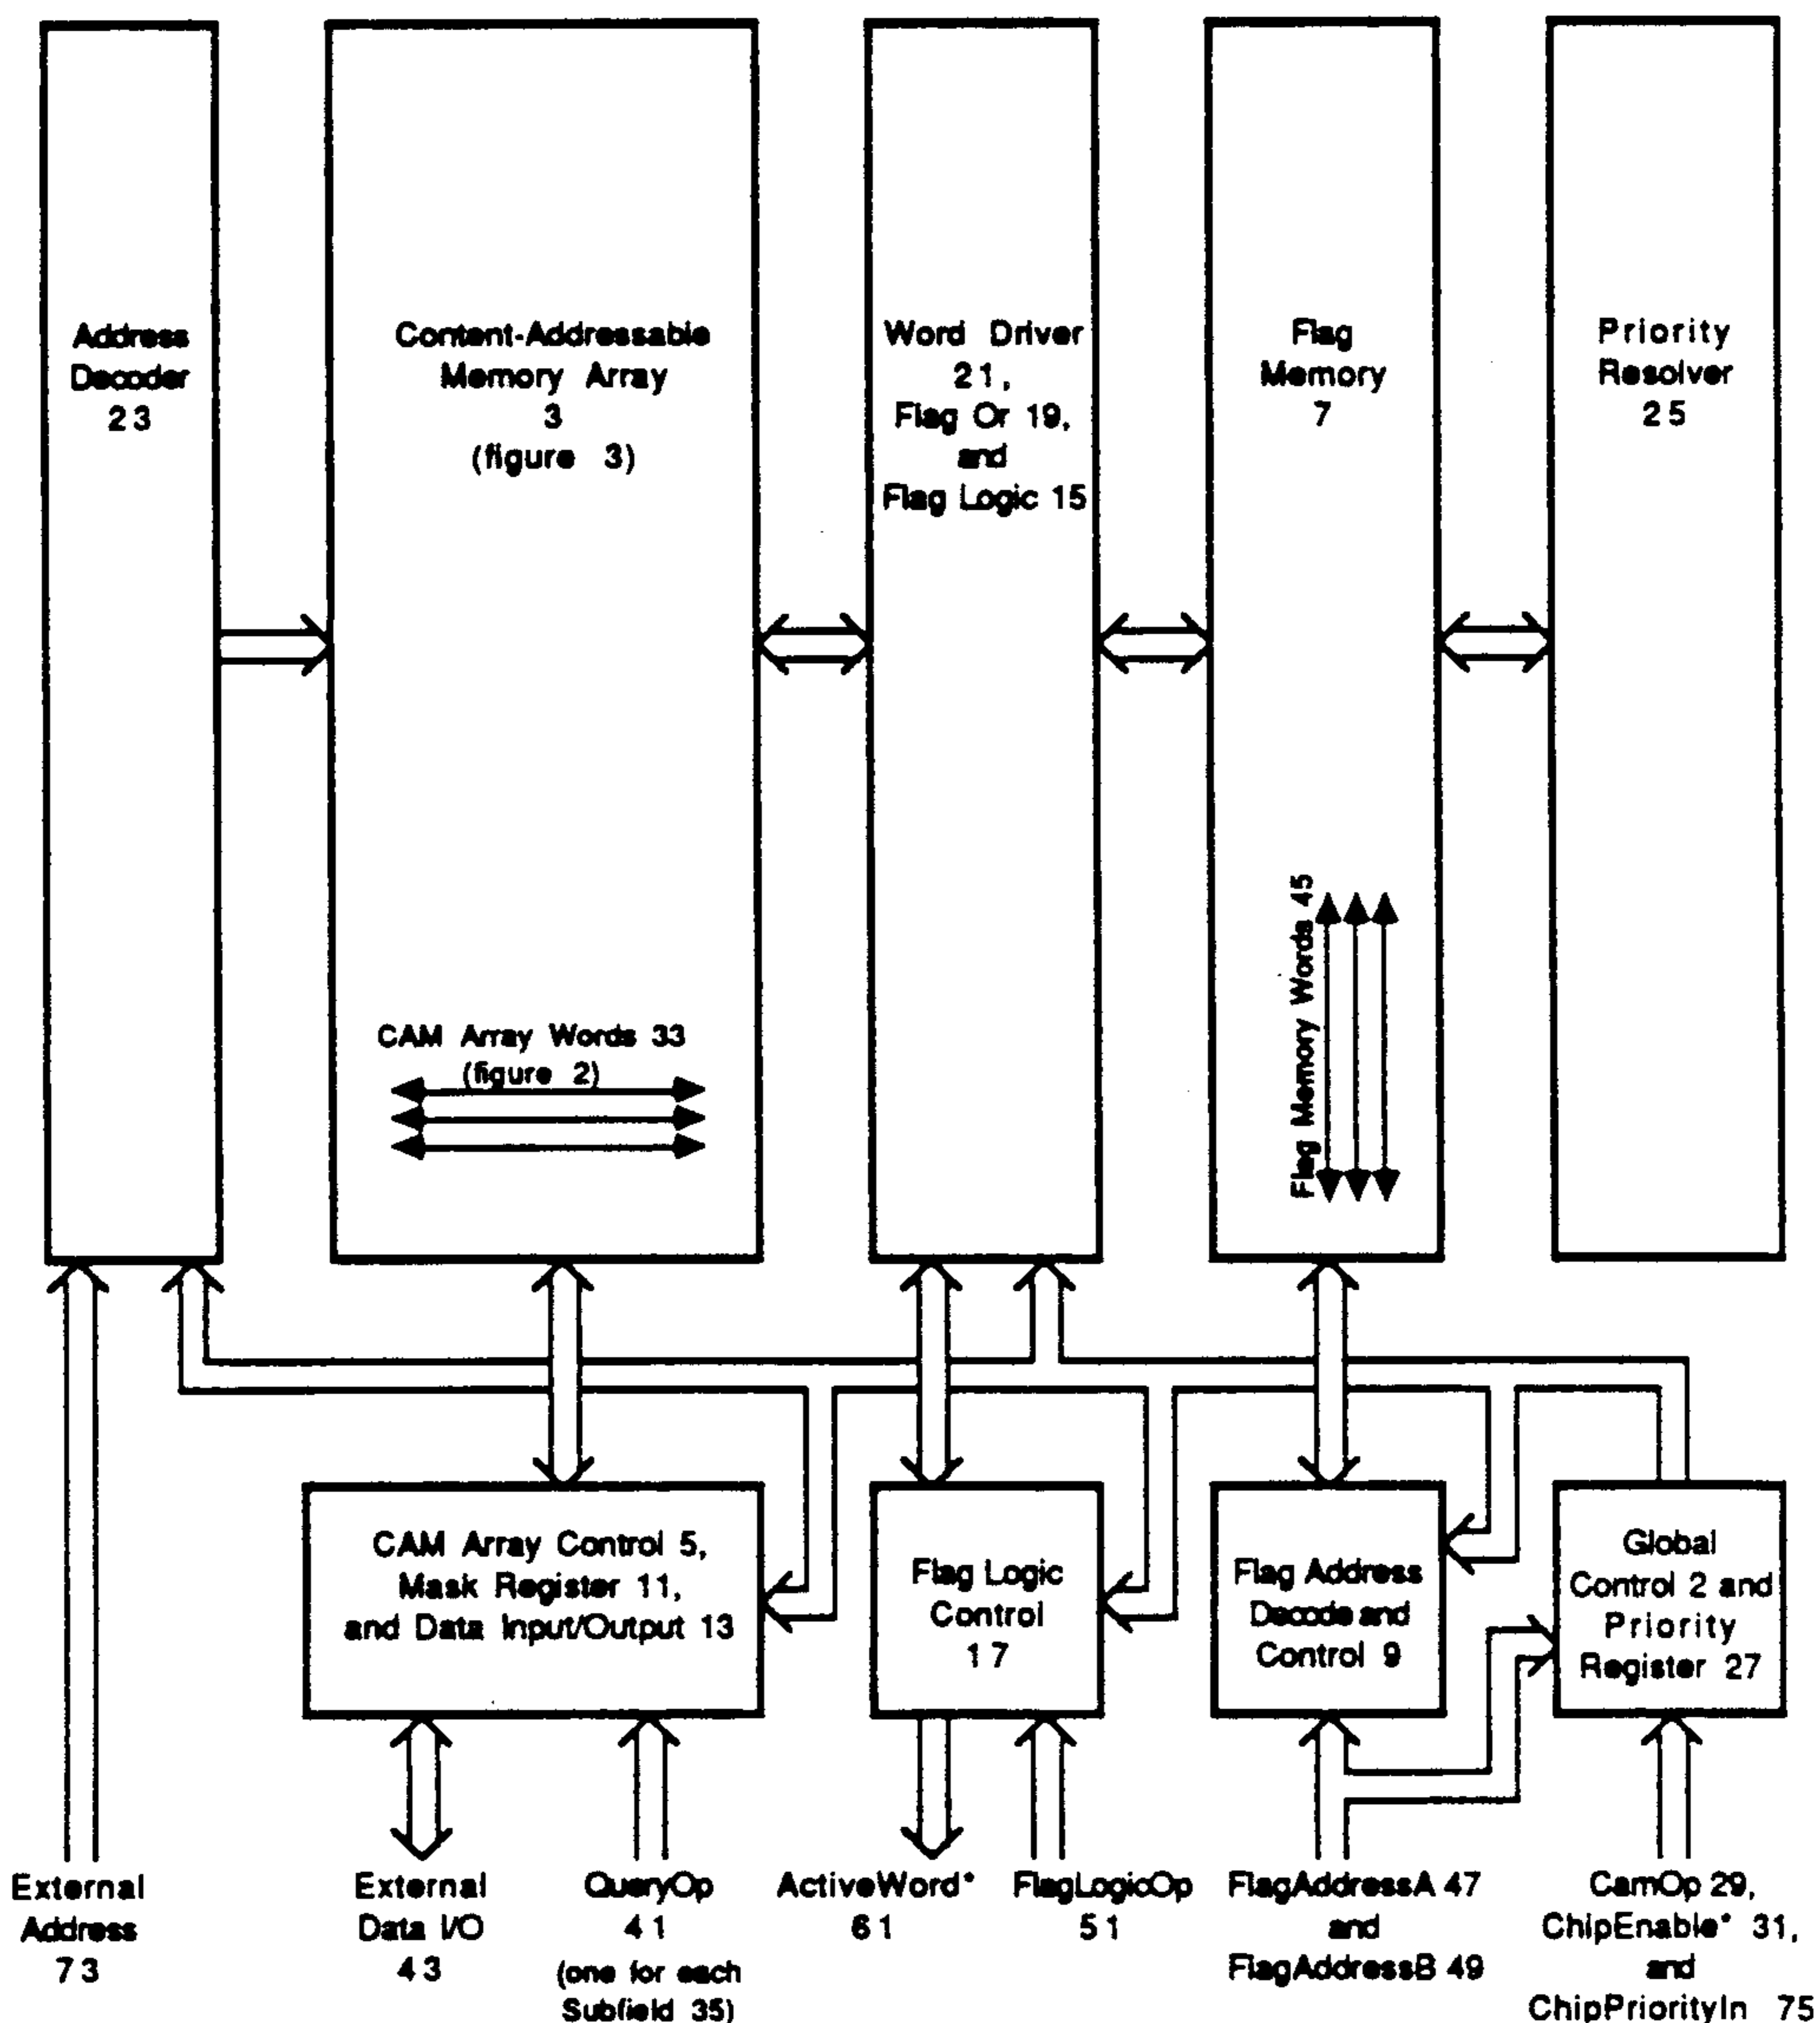 Address
Decoder
23
Content-Addressable
Memory Array
3
(figure 3)
Word Driver
21,
Flag Or 19,
and
Flag Logic 15
Flag
Memory
7
Priority
Resolver
25
CAM Array Words 33
(figure 2)
Flag Memory Words 45
CAM Array Control 5,
Mask Register 11,
and Data Input/Output 13
Flag Logic
Control
17
Flag Address
Decode and
Control 9
Global
Control 2 and
Priority
Register 27
External
Address
73
External
Data I/O
43
QueryOp
41
(one for each
Subfield 35)
ActiveWord*
61
FlagLogicOp
51
FlagAddressA 47
and
FlagAddressB 49
CamOp 29,
ChipEnable* 31,
and
ChipPriorityIn 75